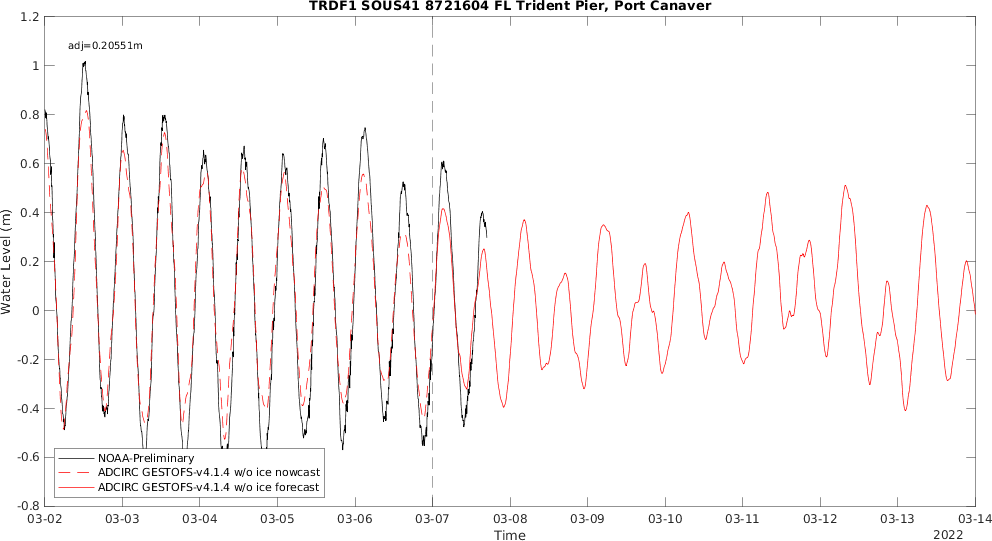 TRDF1 SOUS41 8721604 FL Trident Pier, Port Canaver
adj=0.20551m
1.2
1
0.8
0.6
0.4
0.2
0
-0.2
-0.4
-0.6
-0.8
Water Level (m)
NOAA-Preliminary
ADCIRC GESTOFS-v4.1.4 w/o ice nowcast
ADCIRC GESTOFS-v4.1.4 w/o ice forecast
03-02 03-03 03-04 03-05 03-06 03-07 03-08 03-09 03-10 03-11 03-12 03-13 03-14
Time
2022